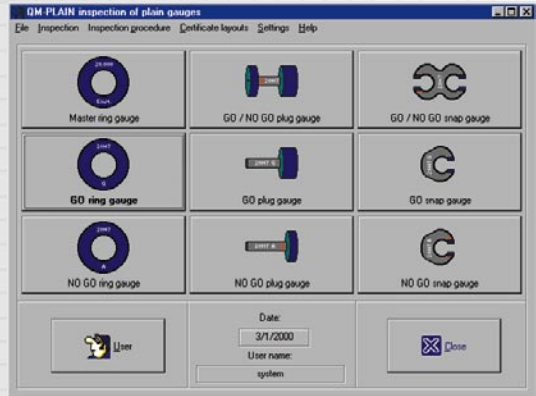 QM-PLAIN inspection of plain gauges
File Inspection Inspection procedure Certificate layouts Settings Help
Master ring gauge
GO / NO GO plug gauge
GO / NO GO snap gauge
GO ring gauge
GO plug gauge
GO snap gauge
NO GO ring gauge
NO GO plug gauge
NO GO snap gauge
Date:
3/1/2000
User
Close
User name:
system